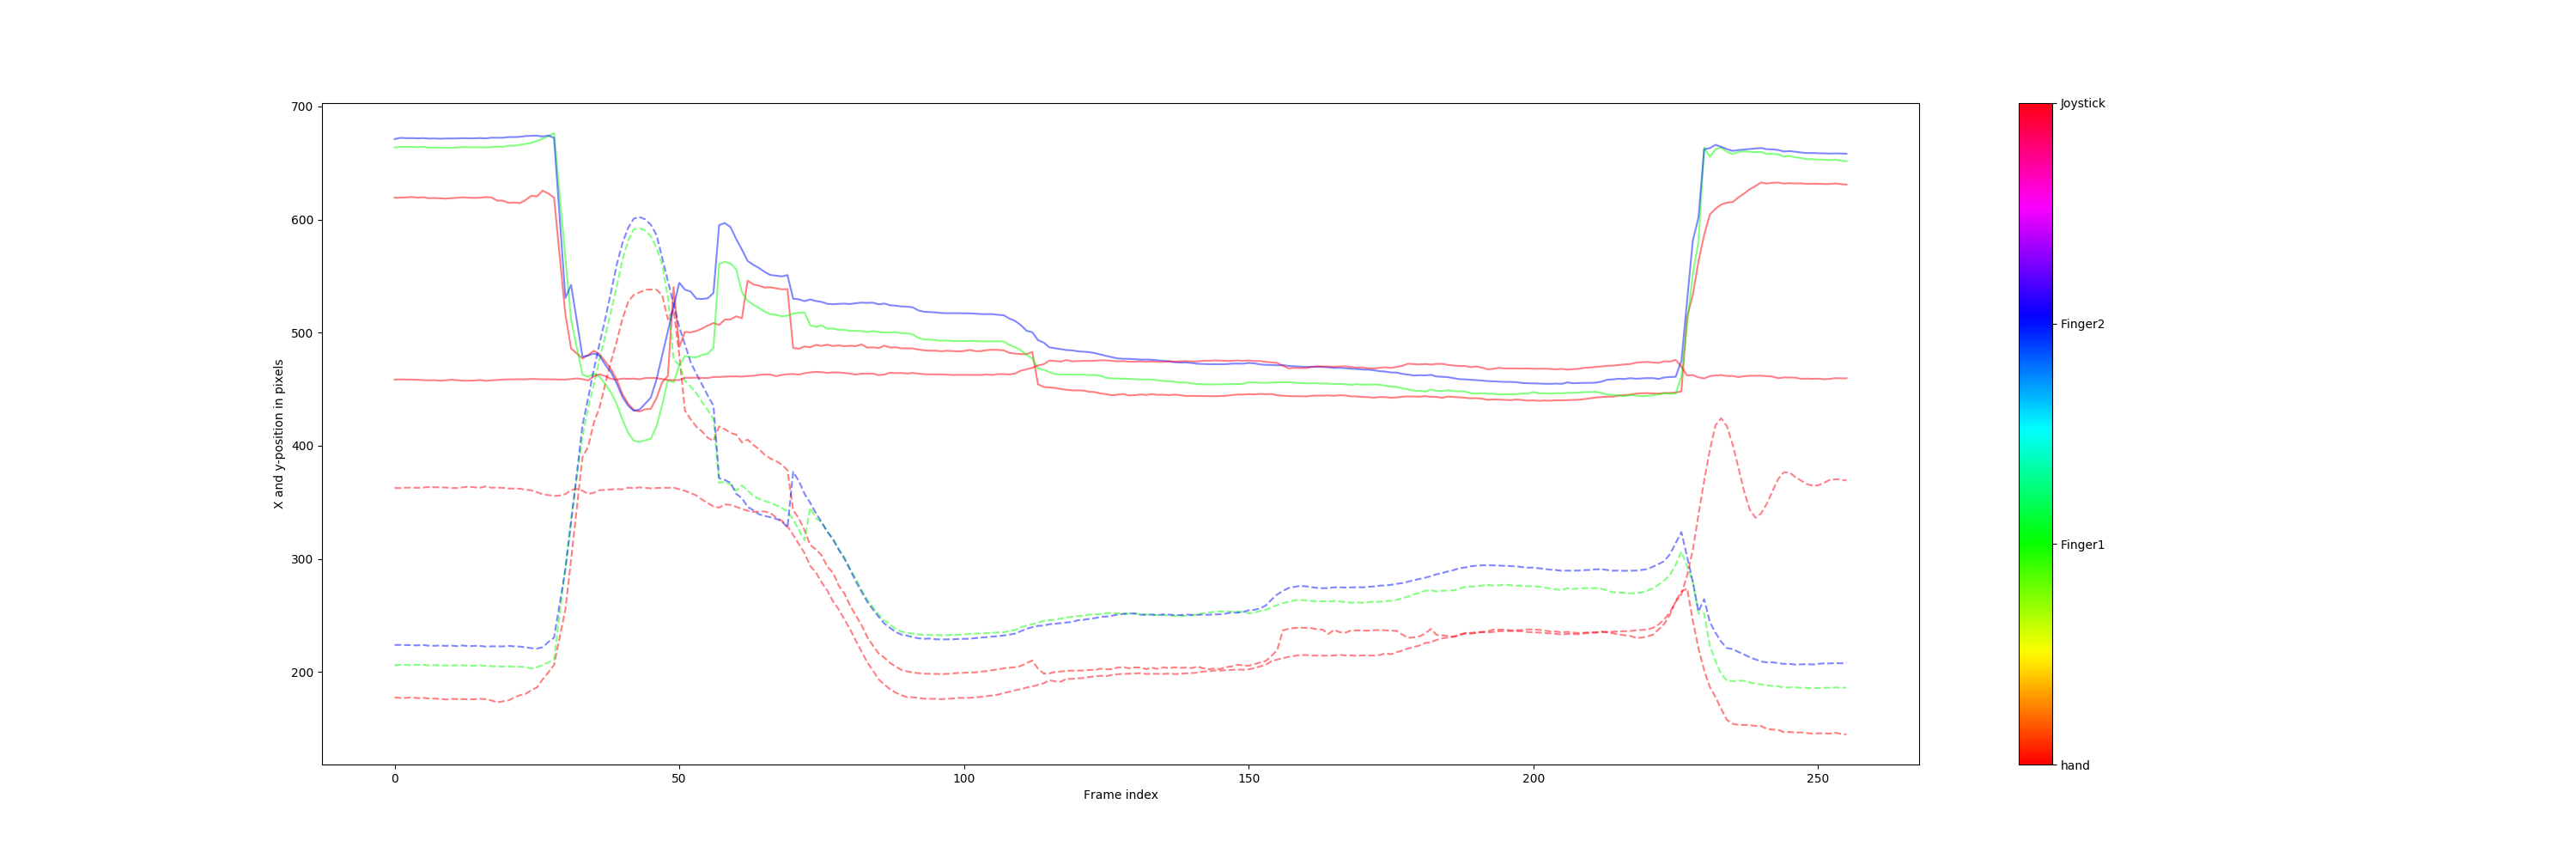 700
600
500
400
300
200
X and y-position in pixels
0
50
100
150
200
250
Frame index
Joystick
Finger2
Finger1
hand